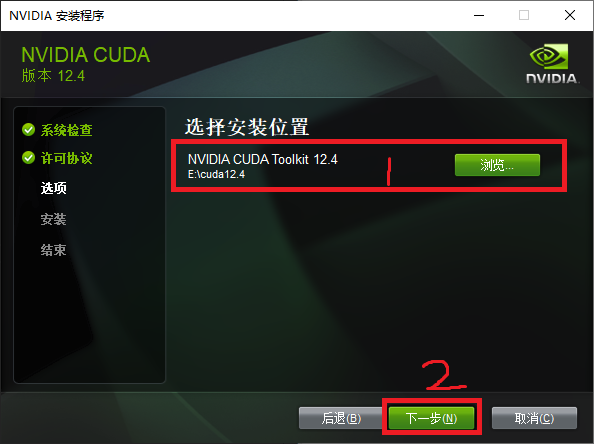 NVIDIA 安装程序
NVIDIA CUDA
版本 12.4
NVIDIA.
系统检查
许可协议
选项
安装
结束
选择安装位置
NVIDIA CUDA Toolkit 12.4
E:\cuda12.4
1
浏览...
2
后退(B)
下一步(N)
取消(C)